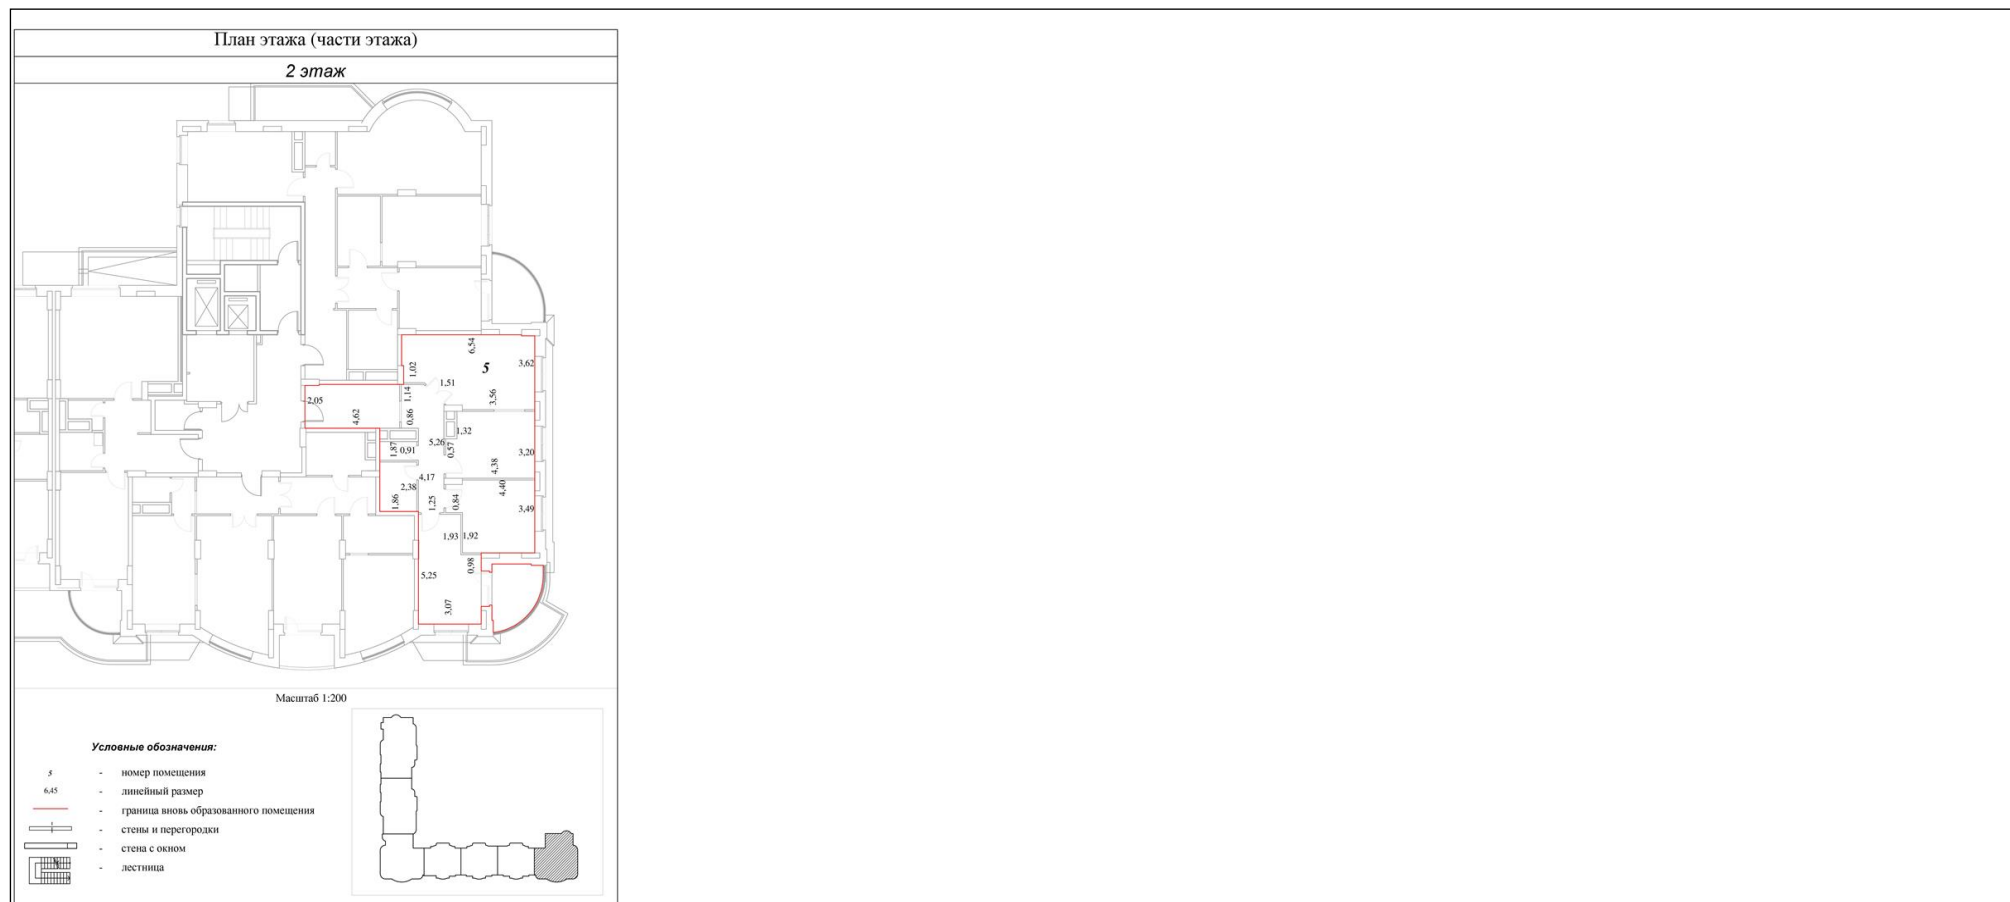 План этажа (части этажа)
2 этаж
6,54
3,62
1,02
5
1,51
1,14
3,56
2,05
4,62
0,86
1,32
5,26
1,87
0,91
0,57
3,20
4,38
4,17
2,38
4,40
1,86
1,25
0,84
3,49
1,93
1,92
0,98
5,25
3,07
Масштаб 1:200
Условные обозначения:
5 - номер помещения
6,45 - линейный размер
- граница вновь образованного помещения
- стены и перегородки
- стена с окном
- лестница